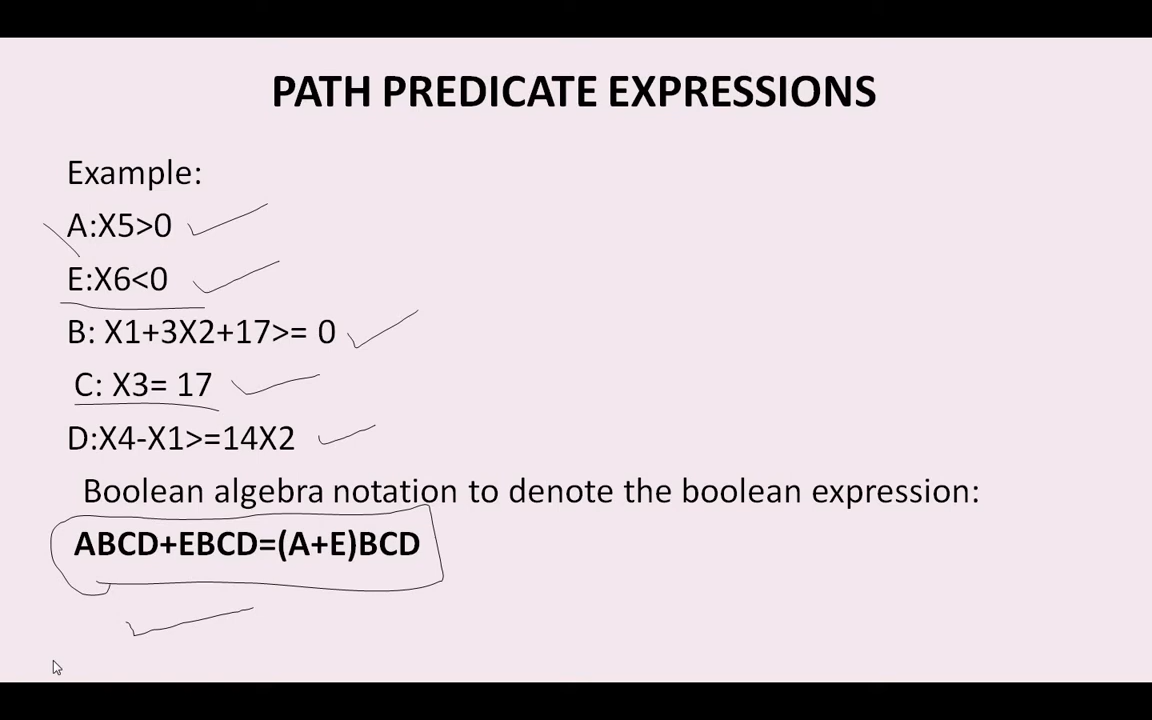 PATH PREDICATE EXPRESSIONS
Example:
A:X5>0
E:X6<0
B: X1+3X2+17>= 0
C: X3= 17
D:X4-X1>=14X2
Boolean algebra notation to denote the boolean expression:
ABCD+EBCD=(A+E)BCD